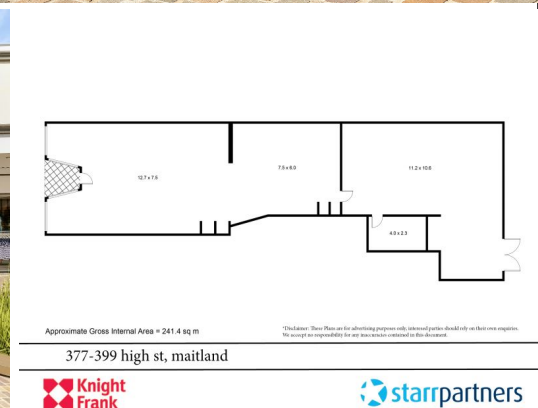 12.7 x 7.5
7.5 x 6.0
11.2 x 10.6
4.0 x 2.3
Approximate Gross Internal Area = 241.4 sq m
*Disclaimer: These Plans are for advertising purposes only, interested parties should rely on their own enquiries.
We accept no responsibility for any inaccuracies contained in this document.
377-399 high st, maitland
Knight
Frank
starrpartners